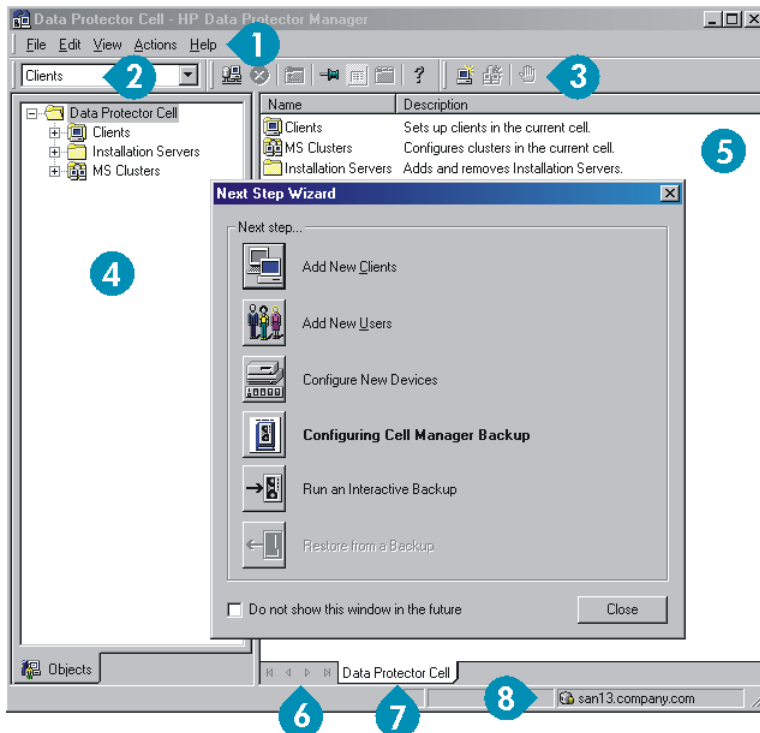 Data Protector Cell - HP Data Protector Manager
File Edit View Actions Help 1
Clients 2 ? 3
Data Protector Cell
Clients
Installation Servers
MS Clusters
4
Name Description
Clients Sets up clients in the current cell.
MS Clusters Configures clusters in the current cell.
Installation Servers Adds and removes Installation Servers.
5
Next Step Wizard
Next step...
Add New Clients
Add New Users
Configure New Devices
Configuring Cell Manager Backup
Run an Interactive Backup
Restore from a Backup
Do not show this window in the future Close
Objects Data Protector Cell
san13.company.com
6 7 8